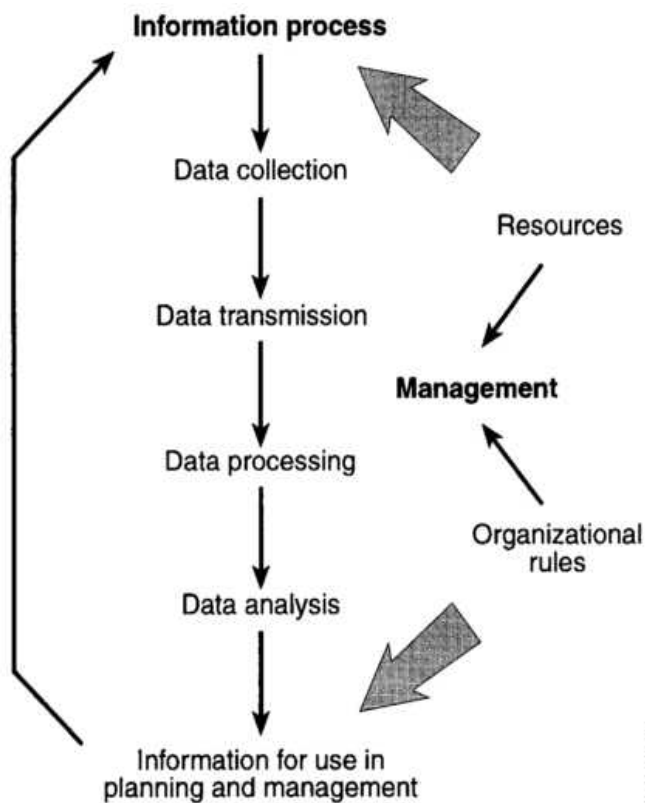 Information process
Data collection
Resources
Data transmission
Management
Data processing
Organizational
rules
Data analysis
Information for use in
planning and management